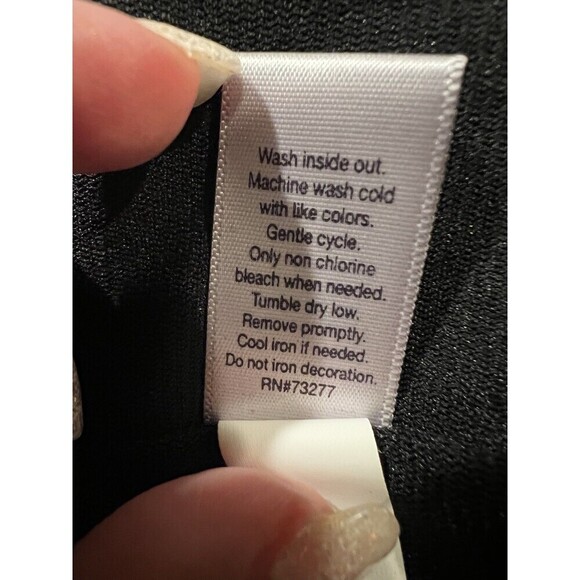 Wash inside out.
Machine wash cold
with like colors.
Gentle cycle.
Only non chlorine
bleach when needed.
Tumble dry low.
Remove promptly.
Cool iron if needed.
Do not iron decoration.
RN#73277